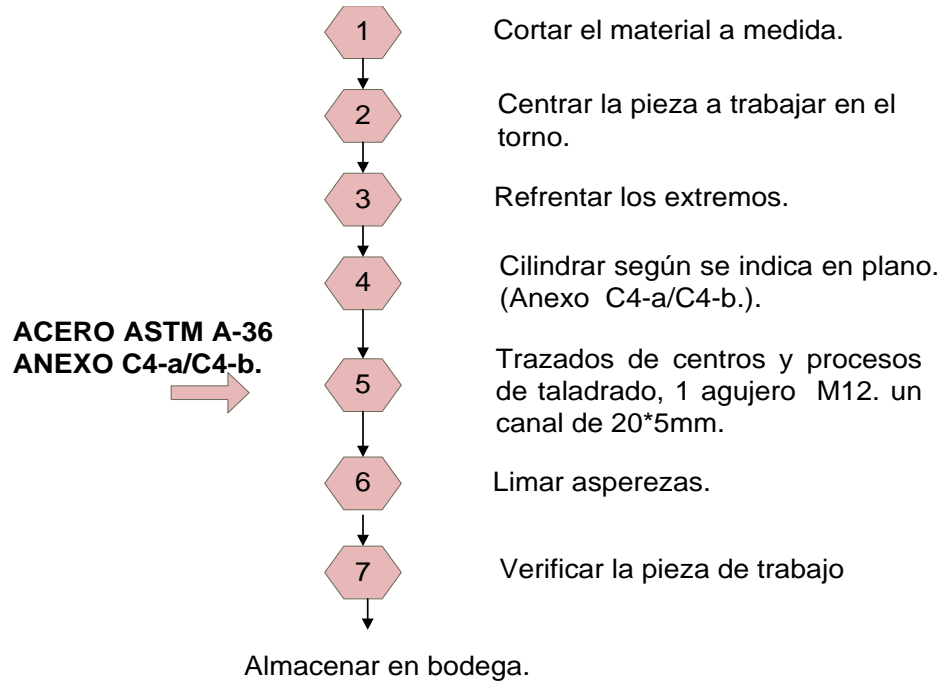 1
Cortar el material a medida.
2
Centrar la pieza a trabajar en el
torno.
3
Refrentar los extremos.
4
Cilindrar según se indica en plano.
(Anexo C4-a/C4-b.).
ACERO ASTM A-36
ANEXO C4-a/C4-b.
5
Trazados de centros y procesos
de taladrado, 1 agujero M12. un
canal de 20*5mm.
6
Limar asperezas.
7
Verificar la pieza de trabajo
Almacenar en bodega.